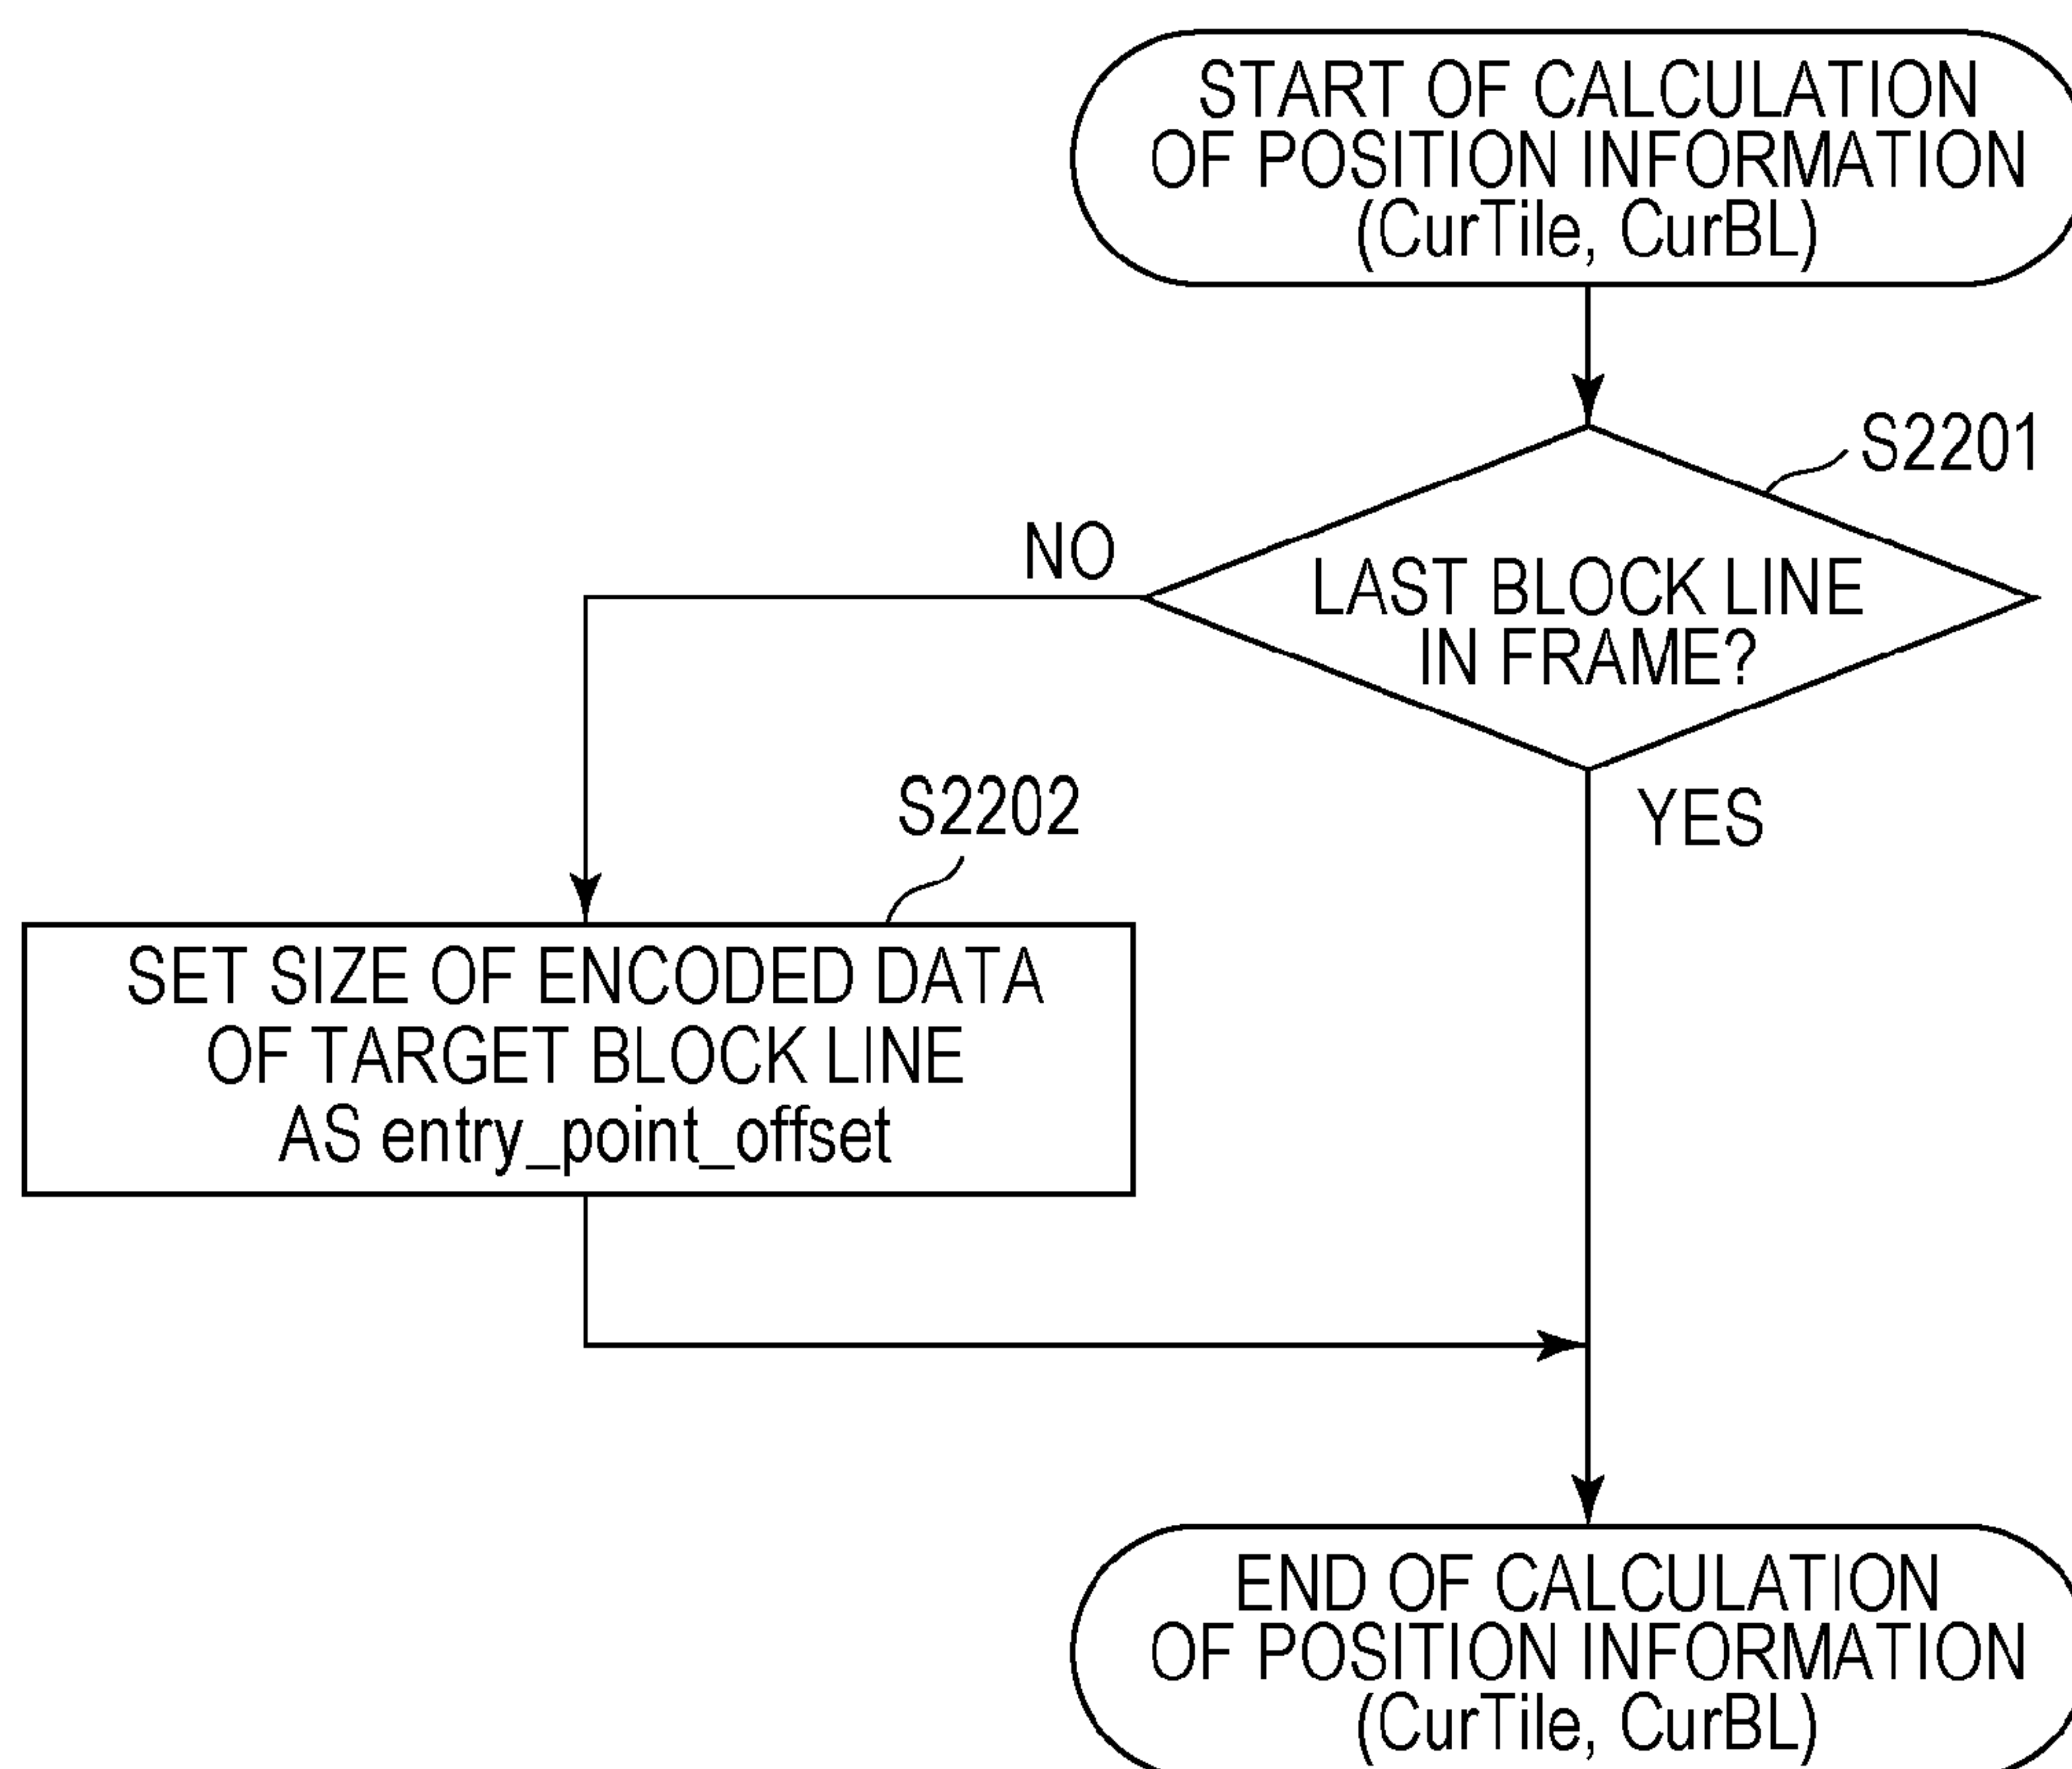 START OF CALCULATION
OF POSITION INFORMATION
(CurTile, CurBL)
S2201
NO
LAST BLOCK LINE
IN FRAME?
S2202
YES
SET SIZE OF ENCODED DATA
OF TARGET BLOCK LINE
AS entry_point_offset
END OF CALCULATION
OF POSITION INFORMATION
(CurTile, CurBL)